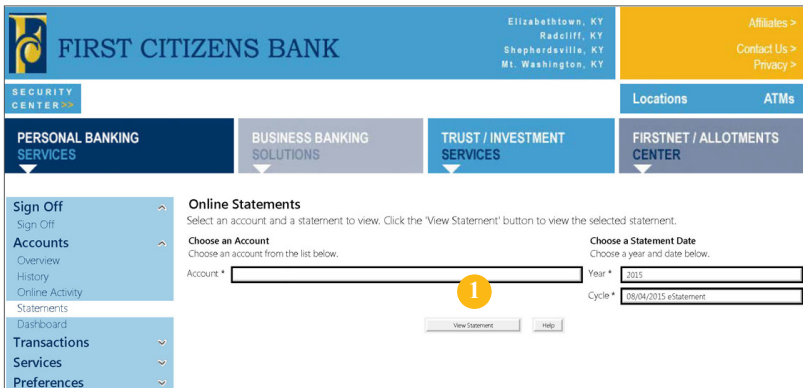 FC
FIRST CITIZENS BANK
Elizabethtown, KY
Radcliff, KY
Shepherdsville, KY
Mt. Washington, KY
Affiliates >
Contact Us >
Privacy >
SECURITY
CENTER>>
Locations ATMs
PERSONAL BANKING
SERVICES
BUSINESS BANKING
SOLUTIONS
TRUST / INVESTMENT
SERVICES
FIRSTNET / ALLOTMENTS
CENTER
Sign Off
Sign Off
Accounts
Overview
History
Online Activity
Statements
Dashboard
Transactions
Services
Preferences
Online Statements
Select an account and a statement to view. Click the 'View Statement' button to view the selected statement.
Choose an Account
Choose an account from the list below.
Account *
1
Choose a Statement Date
Choose a year and date below.
Year * 2015
Cycle * 08/04/2015 eStatement
View Statement Help